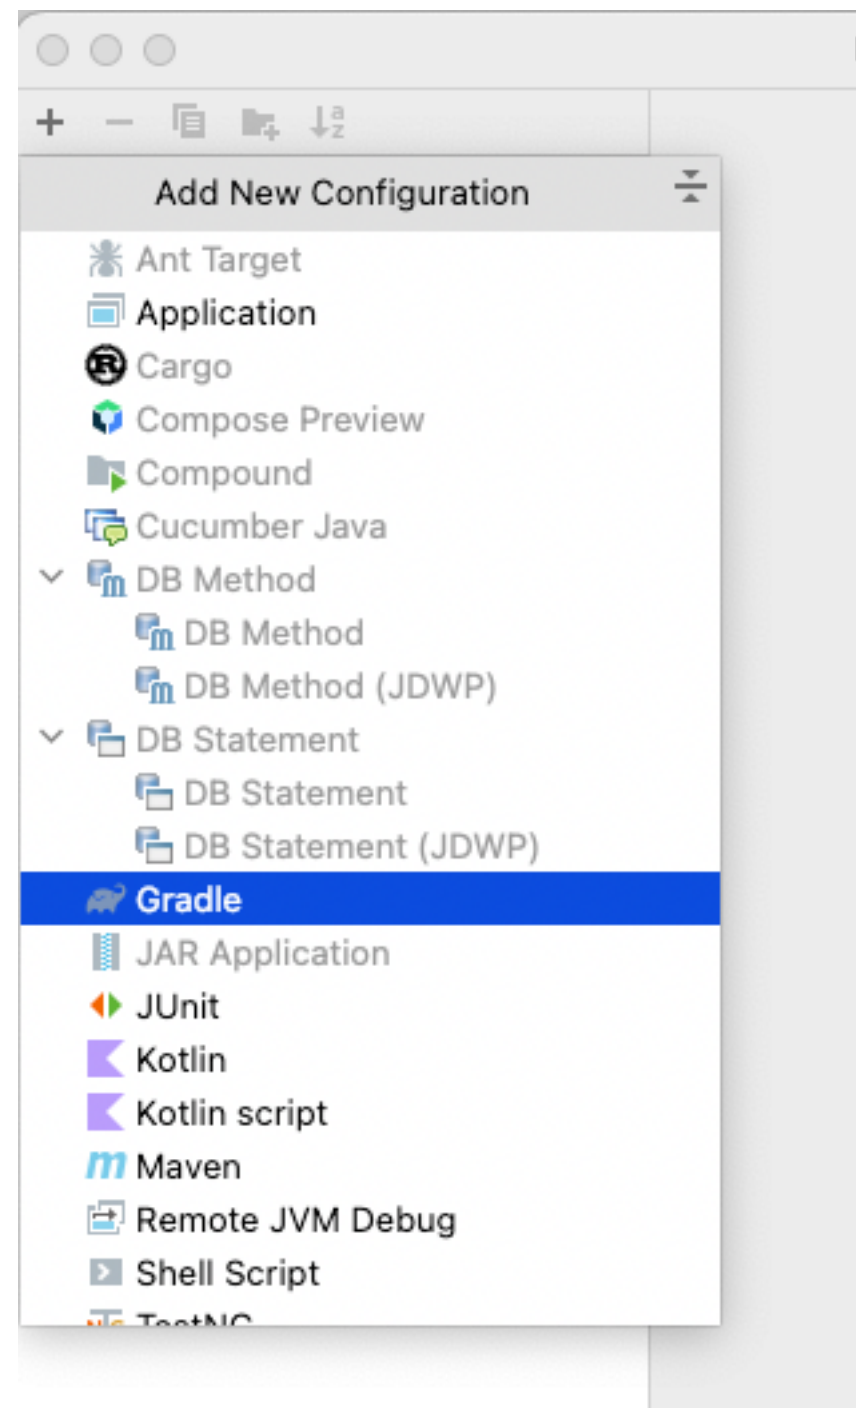 Add New Configuration
Ant Target
Application
Cargo
Compose Preview
Compound
Cucumber Java
DB Method
DB Method
DB Method (JDWP)
DB Statement
DB Statement
DB Statement (JDWP)
Gradle
JAR Application
JUnit
Kotlin
Kotlin script
Maven
Remote JVM Debug
Shell Script
TestNG